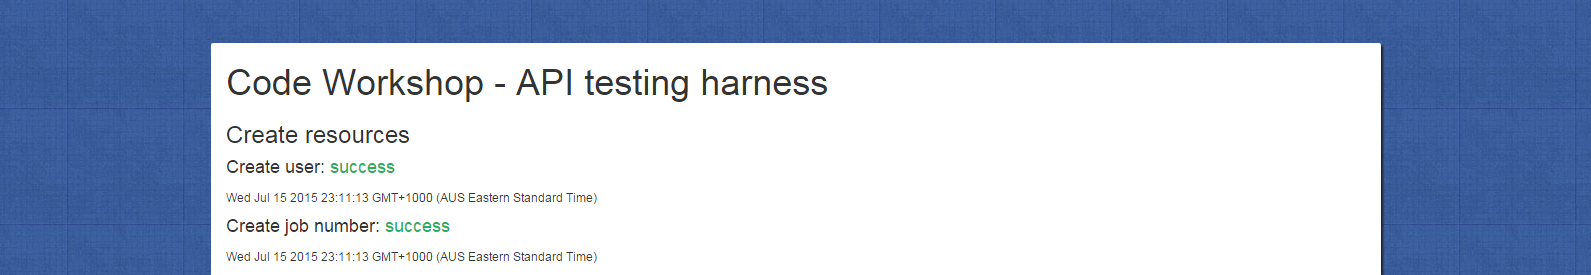 Code Workshop - API testing harness
Create resources
Create user: success
Wed Jul 15 2015 23:11:13 GMT+1000 (AUS Eastern Standard Time)
Create job number: success
Wed Jul 15 2015 23:11:13 GMT+1000 (AUS Eastern Standard Time)